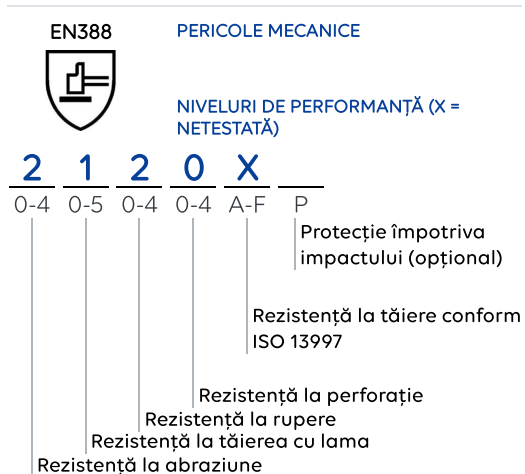 EN388
PERICOLE MECANICE
NIVELURI DE PERFORMANȚĂ (X =
NETESTATĂ)
2 1 2 0 X
0-4 0-5 0-4 0-4 A-F P
Protecție împotriva
impactului (opțional)
Rezistență la tăiere conform
ISO 13997
Rezistență la perforație
Rezistență la rupere
Rezistență la tăierea cu lama
Rezistență la abraziune